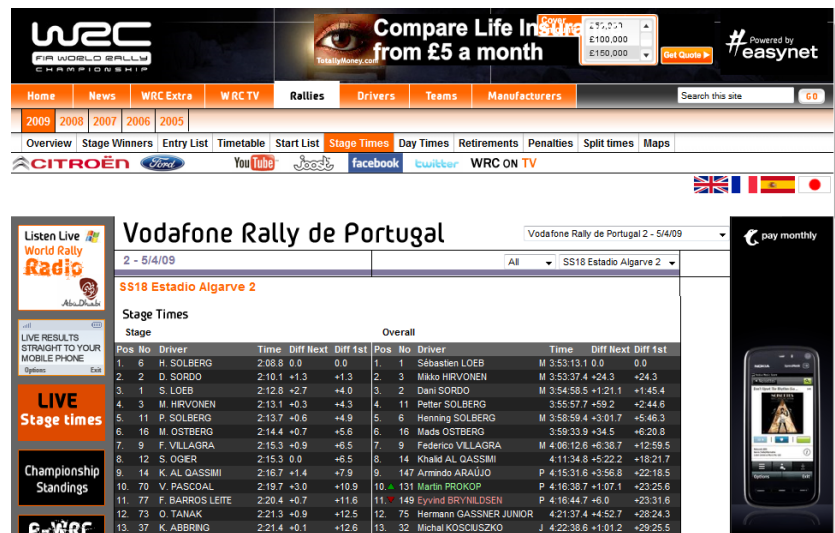 WRC
FIA WORLD RALLY
CHAMPIONSHIP
Compare Life Insura
from £5 a month
TotallyMoney.com
Cover
£100,000
£150,000
Get Quote
Powered by
easynet
Home News WRC Extra WRC TV Rallies Drivers Teams Manufacturers Search this site GO
2009 2008 2007 2006 2005
Overview Stage Winners Entry List Timetable Start List Stage Times Day Times Retirements Penalties Split times Maps
CITROËN Ford YouTube Joost facebook twitter WRC ON TV
Listen Live
World Rally
Radio
Abu Dhabi
LIVE RESULTS
STRAIGHT TO YOUR
MOBILE PHONE
Options Exit
LIVE
Stage times
Championship
Standings
Vodafone Rally de Portugal Vodafone Rally de Portugal 2 - 5/4/09
2 - 5/4/09 All SS18 Estadio Algarve 2
SS18 Estadio Algarve 2
Stage Times
Stage Overall
Pos No Driver Time Diff Next Diff 1st Pos No Driver Time Diff Next Diff 1st
1. 6 H. SOLBERG 2:08.8 0.0 0.0 1. 1 Sébastien LOEB M 3:53:13.1 0.0 0.0
2. 2 D. SORDO 2:10.1 +1.3 +1.3 2. 3 Mikko HIRVONEN M 3:53:37.4 +24.3 +24.3
3. 1 S. LOEB 2:12.8 +2.7 +4.0 3. 2 Dani SORDO M 3:54:58.5 +1:21.1 +1:45.4
4. 3 M. HIRVONEN 2:13.1 +0.3 +4.3 4. 11 Petter SOLBERG 3:55:57.7 +59.2 +2:44.6
5. 11 P. SOLBERG 2:13.7 +0.6 +4.9 5. 6 Henning SOLBERG M 3:58:59.4 +3:01.7 +5:46.3
6. 16 M. OSTBERG 2:14.4 +0.7 +5.6 6. 16 Mads OSTBERG 3:59:33.9 +34.5 +6:20.8
7. 9 F. VILLAGRA 2:15.3 +0.9 +6.5 7. 9 Federico VILLAGRA M 4:06:12.6 +6:38.7 +12:59.5
8. 12 S. OGIER 2:15.3 0.0 +6.5 8. 14 Khalid AL QASSIMI 4:11:34.8 +5:22.2 +18:21.7
9. 14 K. AL QASSIMI 2:16.7 +1.4 +7.9 9. 147 Armindo ARAÚJO P 4:15:31.6 +3:56.8 +22:18.5
10. 70 V. PASCOAL 2:19.7 +3.0 +10.9 10. 131 Martin PROKOP P 4:16:38.7 +1:07.1 +23:25.6
11. 77 F. BARROS LEITE 2:20.4 +0.7 +11.6 11. 149 Eyvind BRYNILDSEN P 4:16:44.7 +6.0 +23:31.6
12. 73 O. TANAK 2:21.3 +0.9 +12.5 12. 75 Hermann GASSNER JUNIOR P 4:21:37.4 +4:52.7 +28:24.3
13. 37 K. ABBRING 2:21.4 +0.1 +12.6 13. 32 Michal KOSCIUSZKO J 4:22:38.6 +1:01.2 +29:25.5
pay monthly